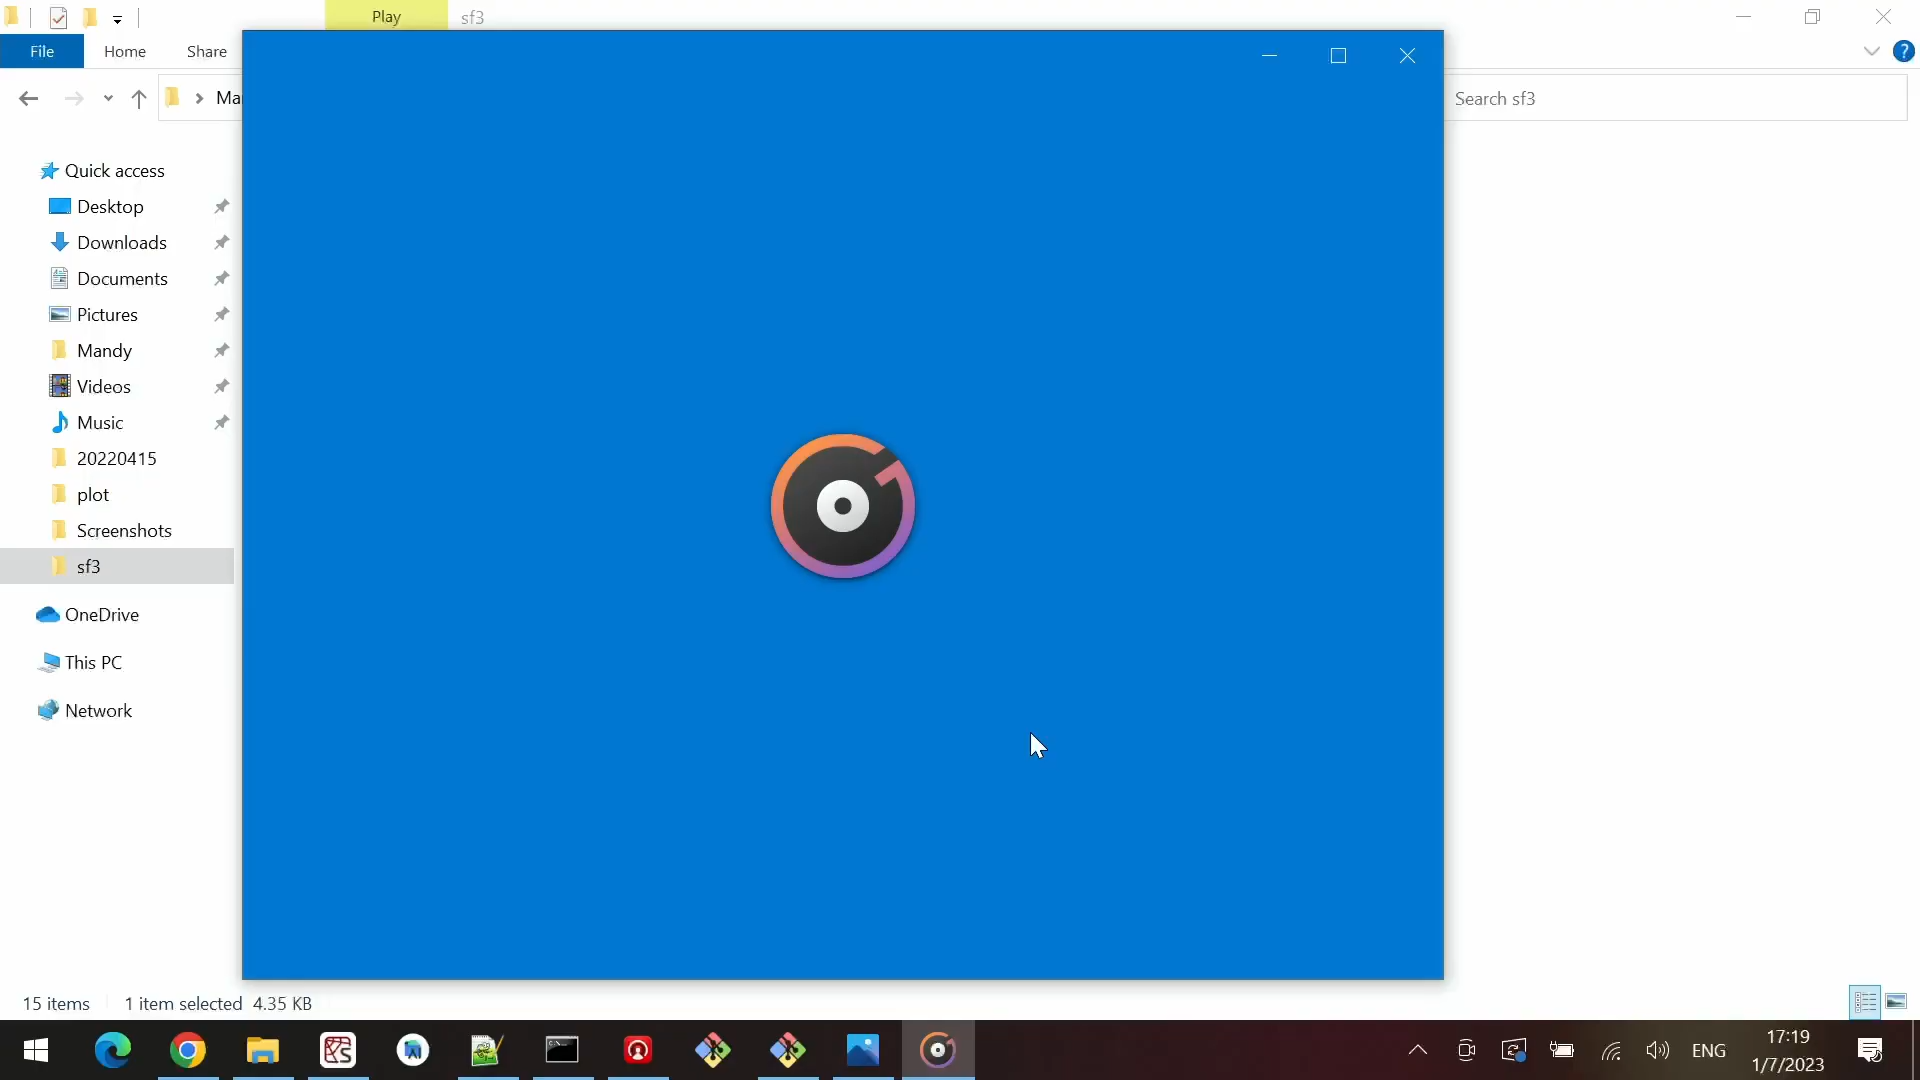 Play sf3
File Home Share
Search sf3
Quick access
Desktop
Downloads
Documents
Pictures
Mandy
Videos
Music
20220415
plot
Screenshots
sf3
OneDrive
This PC
Network
15 items 1 item selected 4.35 KB
ENG
17:19
1/7/2023